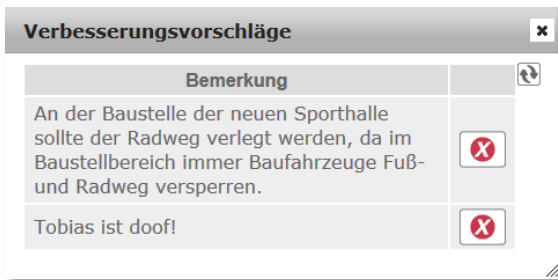 Verbesserungsvorschläge
Bemerkung
An der Baustelle der neuen Sporthalle
sollte der Radweg verlegt werden, da im
Baustellbereich immer Baufahrzeuge Fuß-
und Radweg versperren.
Tobias ist doof!